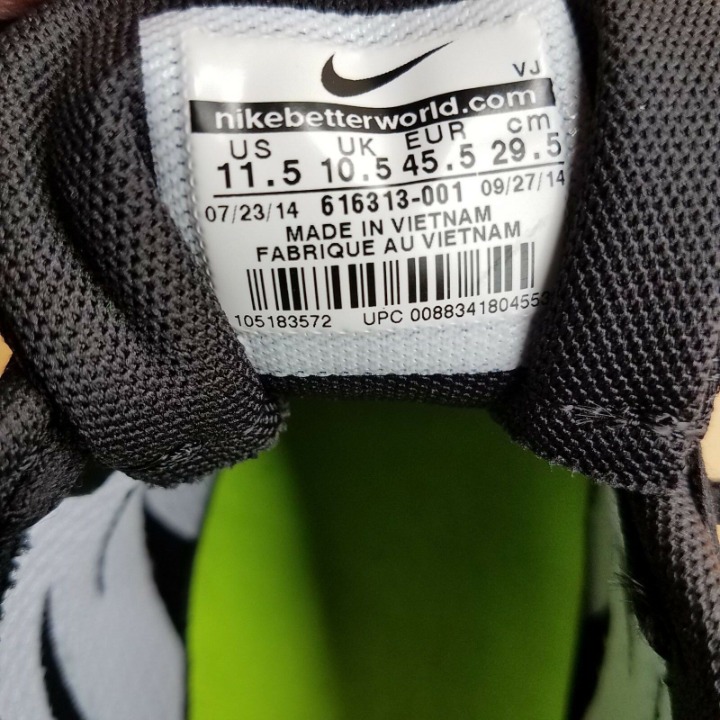 VJ
nikebetterworld.com
US UK EUR cm
11.5 10.5 45.5 29.5
07/23/14 616313-001 09/27/14
MADE IN VIETNAM
FABRIQUE AU VIETNAM
105183572 UPC 0088341804553